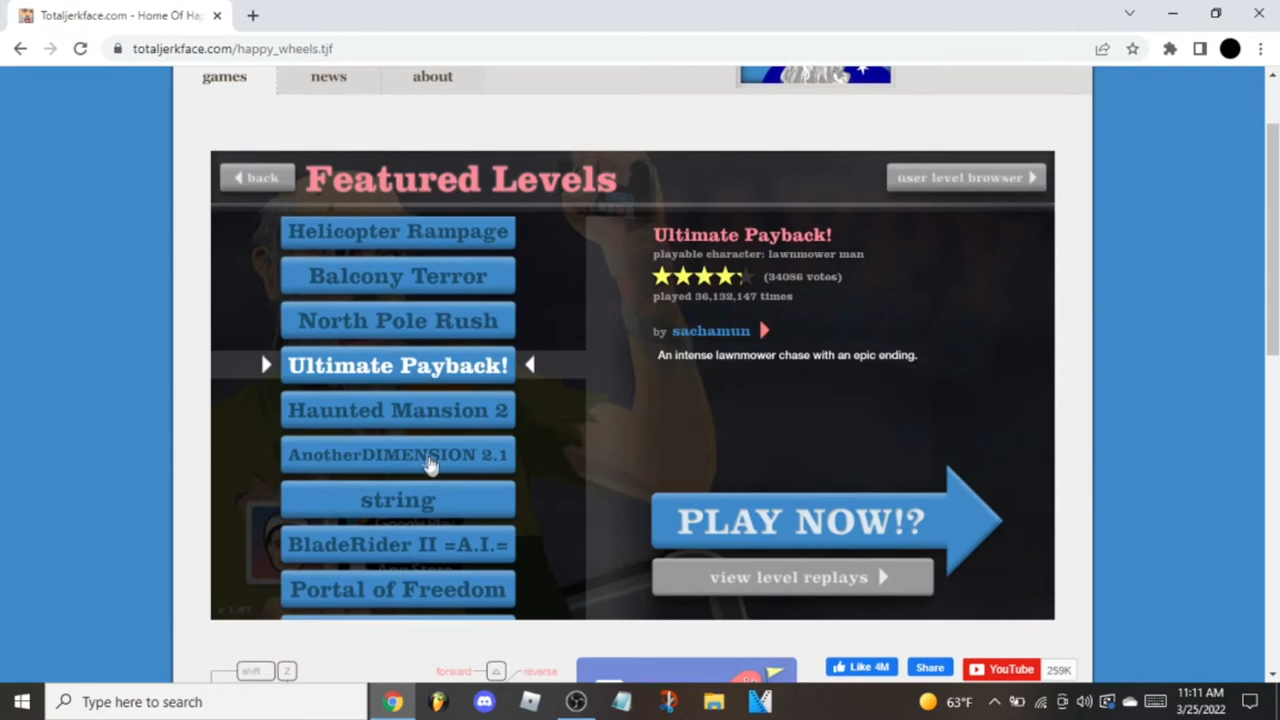 Totaljerkface.com - Home Of Ha
totaljerkface.com/happy_wheels.tjf
games news about
back Featured Levels user level browser
Helicopter Rampage
Balcony Terror
North Pole Rush
Ultimate Payback!
Haunted Mansion 2
AnotherDIMENSION 2.1
string
BladeRider II =A.I.=
Portal of Freedom
Ultimate Payback!
playable character: lawnmower man
(34086 votes)
played 36,132,147 times
by sachamun
An intense lawnmower chase with an epic ending.
PLAY NOW!?
view level replays
shift Z forward reverse
Like 4M Share YouTube 259K
Type here to search 63°F 11:11 AM
3/25/2022